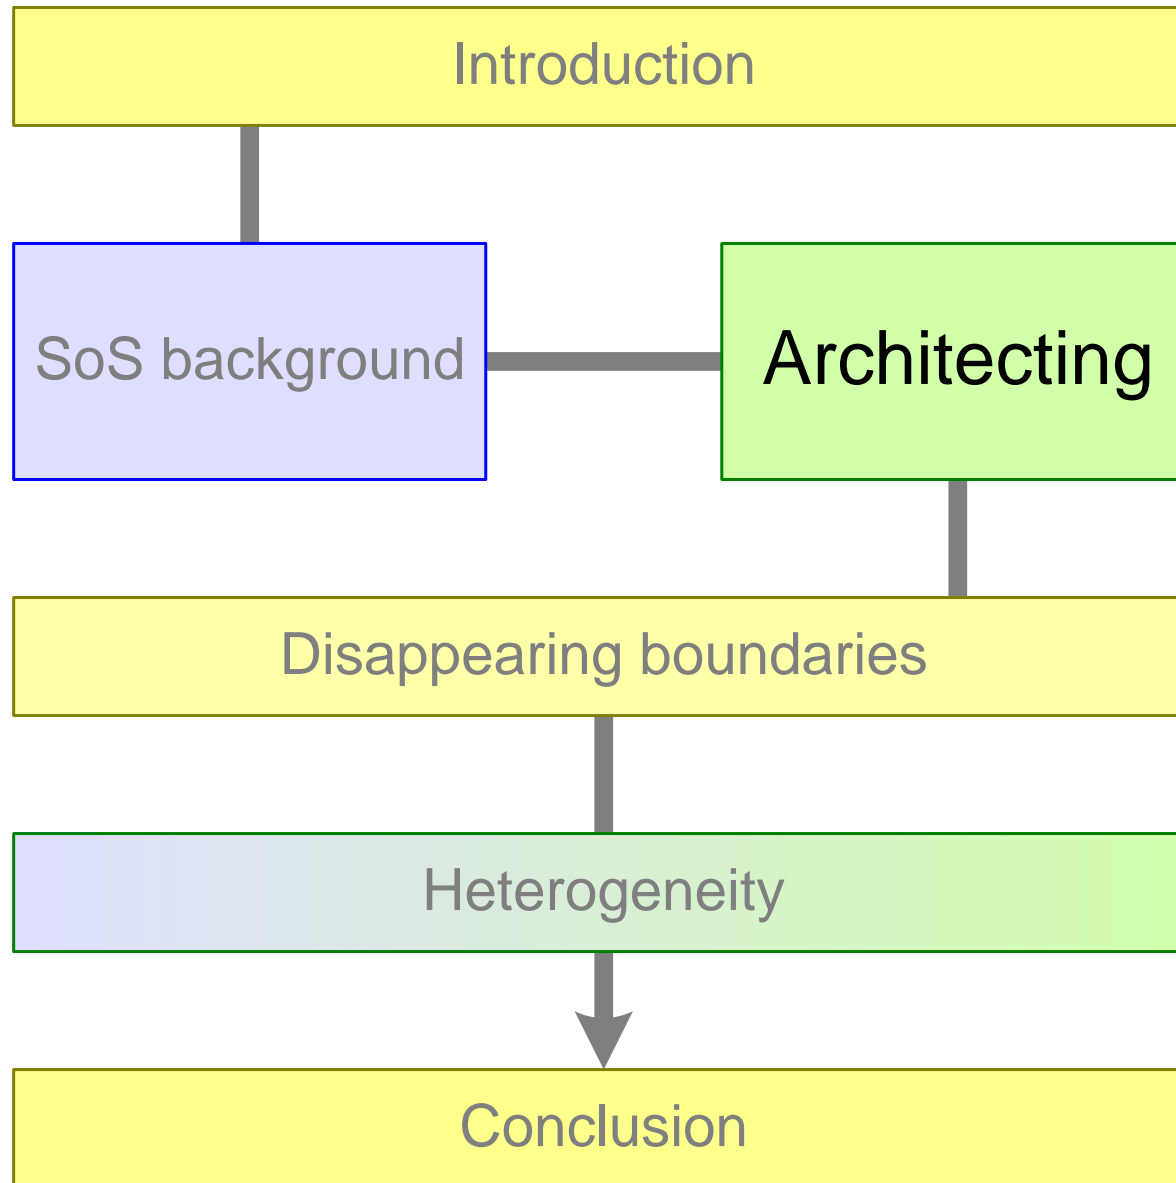 Introduction
SoS background
Architecting
Disappearing boundaries
Heterogeneity
Conclusion